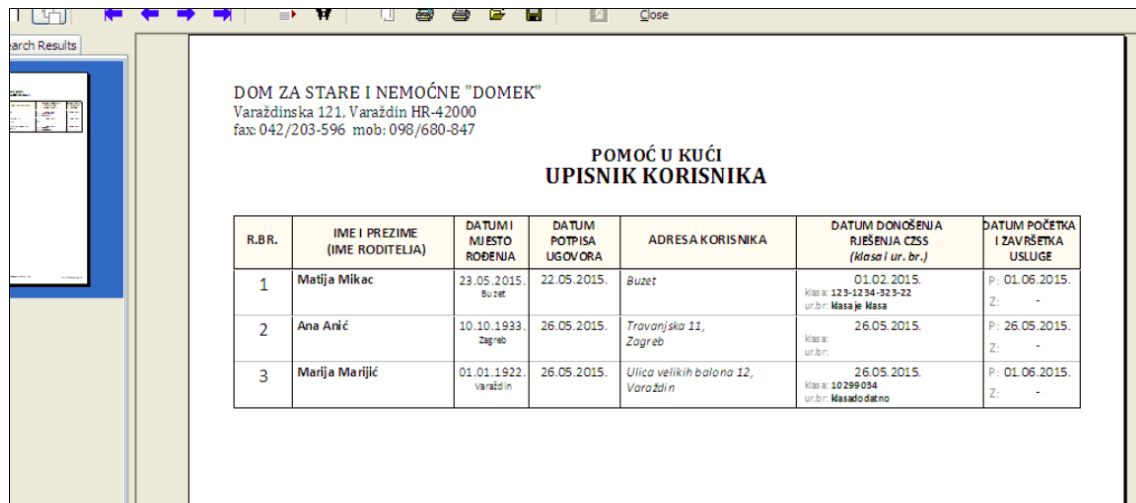 Close
earch Results
DOM ZA STARE I NEMOĆNE "DOMEK"
Varaždinska 121, Varaždin HR-42000
fax: 042/203-596 mob: 098/680-847
POMOĆ U KUĆI
UPISNIK KORISNIKA
R.BR.
IME I PREZIME
(IME RODITELJA)
DATUM I
MJESTO
ROĐENJA
DATUM
POTPISA
UGOVORA
ADRESA KORISNIKA
DATUM DONOŠENJA
RJEŠENJA CZSS
(klasa i ur. br.)
DATUM POČETKA
I ZAVRŠETKA
USLUGE
1
Matija Mikac
23.05.2015.
Buzet
22.05.2015.
Buzet
01.02.2015.
klasa: 123-1234-323-22
ur.br: klasa je klasa
P: 01.06.2015.
Z: -
2
Ana Anić
10.10.1933.
Zagreb
26.05.2015.
Travanjska 11,
Zagreb
26.05.2015.
klasa:
ur.br:
P: 26.05.2015.
Z: -
3
Marija Marijić
01.01.1922.
Varaždin
26.05.2015.
Ulica velikih balona 12,
Varaždin
26.05.2015.
klasa: 10299034
ur.br: klasadodatno
P: 01.06.2015.
Z: -